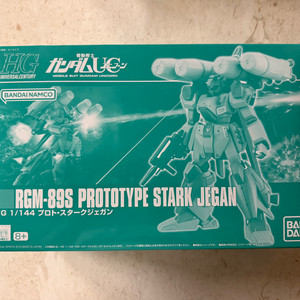 HG
UNIVERSAL CENTURY
機動戦士
ガンダムUC
MOBILE SUIT GUNDAM UNICORN
BANDAI NAMCO
RGM-89S PROTOTYPE STARK JEGAN
G 1/144 プロト・スタークジェガン
8+
BAN
DA